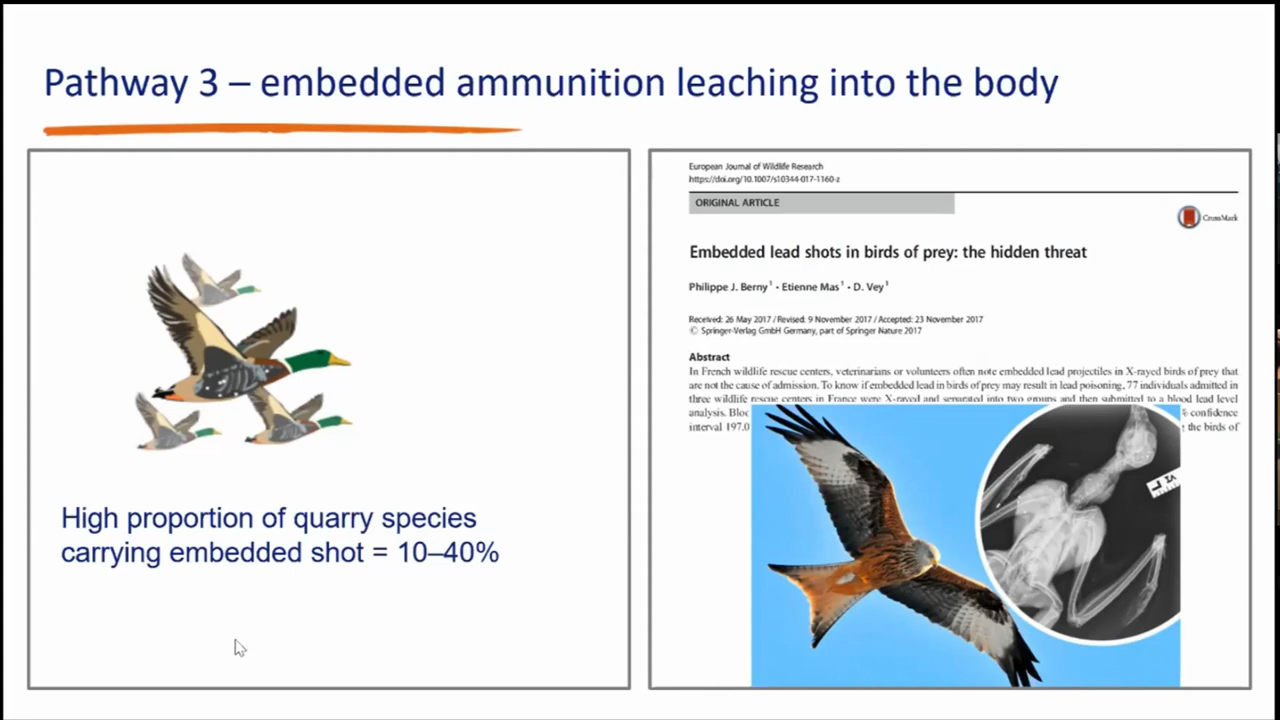 Pathway 3 – embedded ammunition leaching into the body
High proportion of quarry species
carrying embedded shot = 10–40%
European Journal of Wildlife Research
https://doi.org/10.1007/s10344-017-1160-z
ORIGINAL ARTICLE
CrossMark
Embedded lead shots in birds of prey: the hidden threat
Philippe J. Berny¹ · Etienne Mas¹ · D. Vey¹
Received: 26 May 2017 / Revised: 9 November 2017 / Accepted: 23 November 2017
© Springer-Verlag GmbH Germany, part of Springer Nature 2017
Abstract
In French wildlife rescue centers, veterinarians or volunteers often note embedded lead projectiles in X-rayed birds of prey that
are not the cause of admission. To know if embedded lead in birds of prey may result in lead poisoning, 77 individuals admitted in
three wildlife rescue centers in France were X-rayed and separated into two groups and then submitted to a blood lead level
analysis. Bloc % confidence
interval 197.0 the birds of